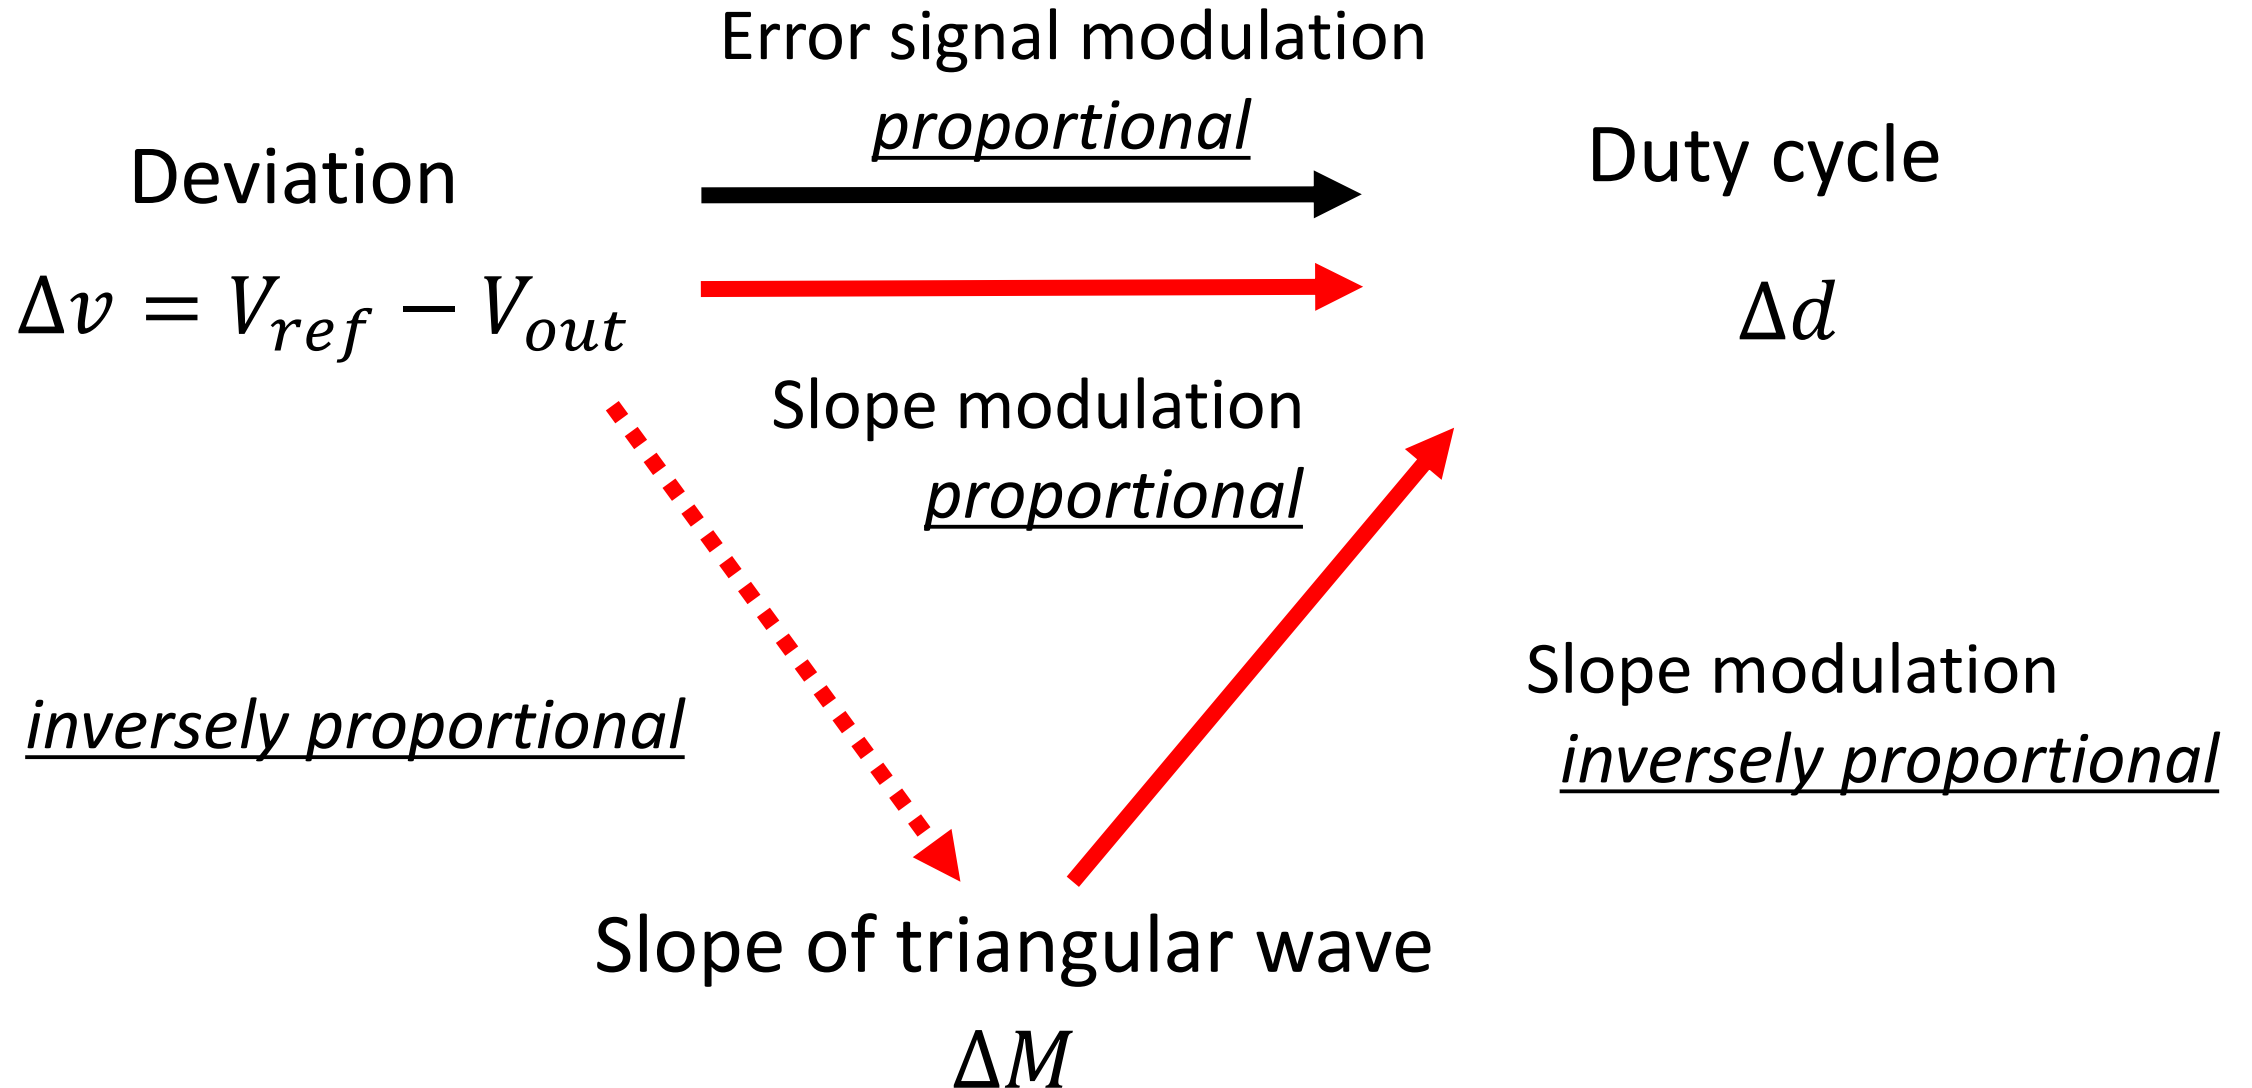 Error signal modulation
proportional
Deviation
Duty cycle
Δv = V_ref − V_out
Δd
Slope modulation
proportional
Slope modulation
inversely proportional
inversely proportional
Slope of triangular wave
ΔM